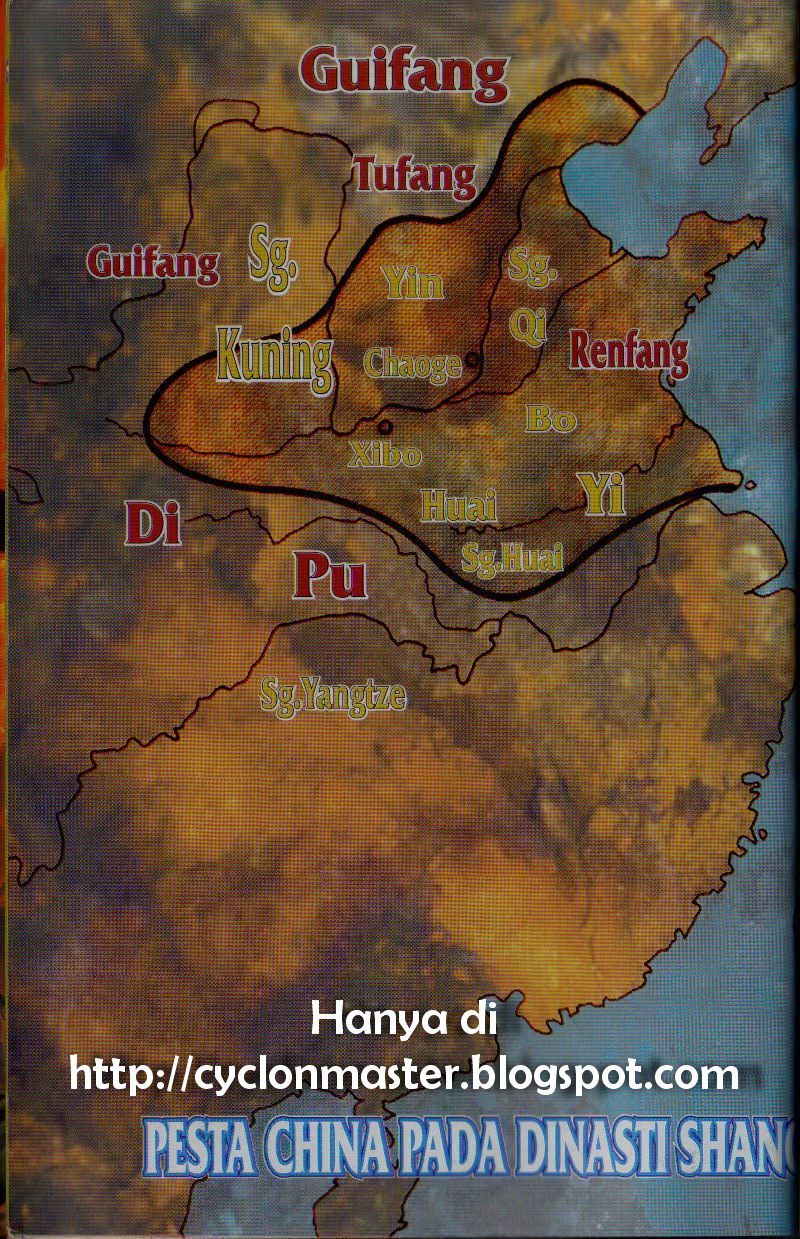 Guifang
Tufang
Guifang
Sg.
Yin
Sg.
Qi
Kuning
Chaoge
Renfang
Bo
Xibo
Huai
Yi
Di
Sg.Huai
Pu
Sg.Yangtze
Hanya di
http://cyclonmaster.blogspot.com
PESTA CHINA PADA DINASTI SHANG